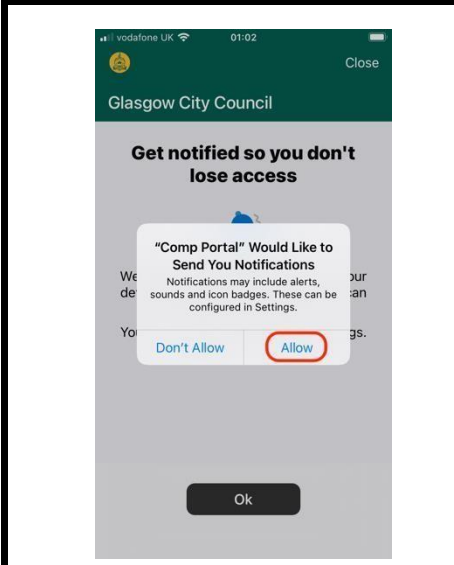 vodafone UK 01:02
Close
Glasgow City Council
Get notified so you don't
lose access
"Comp Portal" Would Like to
Send You Notifications
We
Notifications may include alerts,
sounds and icon badges. These can be
configured in Settings.
Don't Allow
Allow
Ok